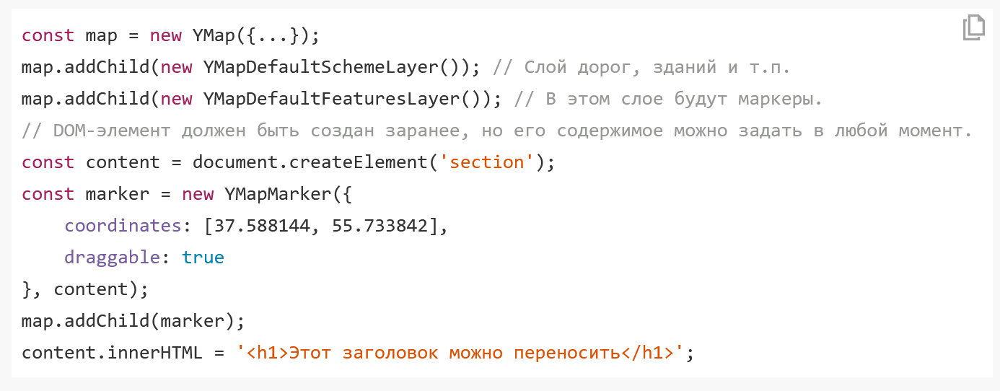 const map = new YMap({...});
map.addChild(new YMapDefaultSchemeLayer()); // Слой дорог, зданий и т.п.
map.addChild(new YMapDefaultFeaturesLayer()); // В этом слое будут маркеры.
// DOM-элемент должен быть создан заранее, но его содержимое можно задать в любой момент.
const content = document.createElement('section');
const marker = new YMapMarker({
    coordinates: [37.588144, 55.733842],
    draggable: true
}, content);
map.addChild(marker);
content.innerHTML = '<h1>Этот заголовок можно переносить</h1>';